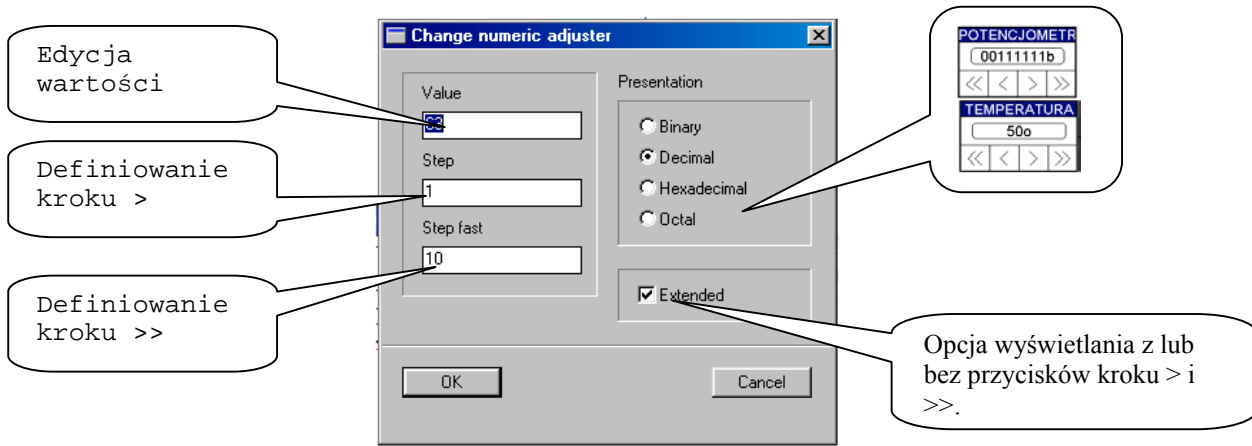 Edycja
wartości
Definiowanie
kroku >
Definiowanie
kroku >>
Change numeric adjuster
Value
63
Step
1
Step fast
10
Presentation
Binary
Decimal
Hexadecimal
Octal
Extended
OK
Cancel
POTENCJOMETR
00111111b
<< < > >>
TEMPERATURA
50o
<< < > >>
Opcja wyświetlania z lub
bez przycisków kroku > i
>>.